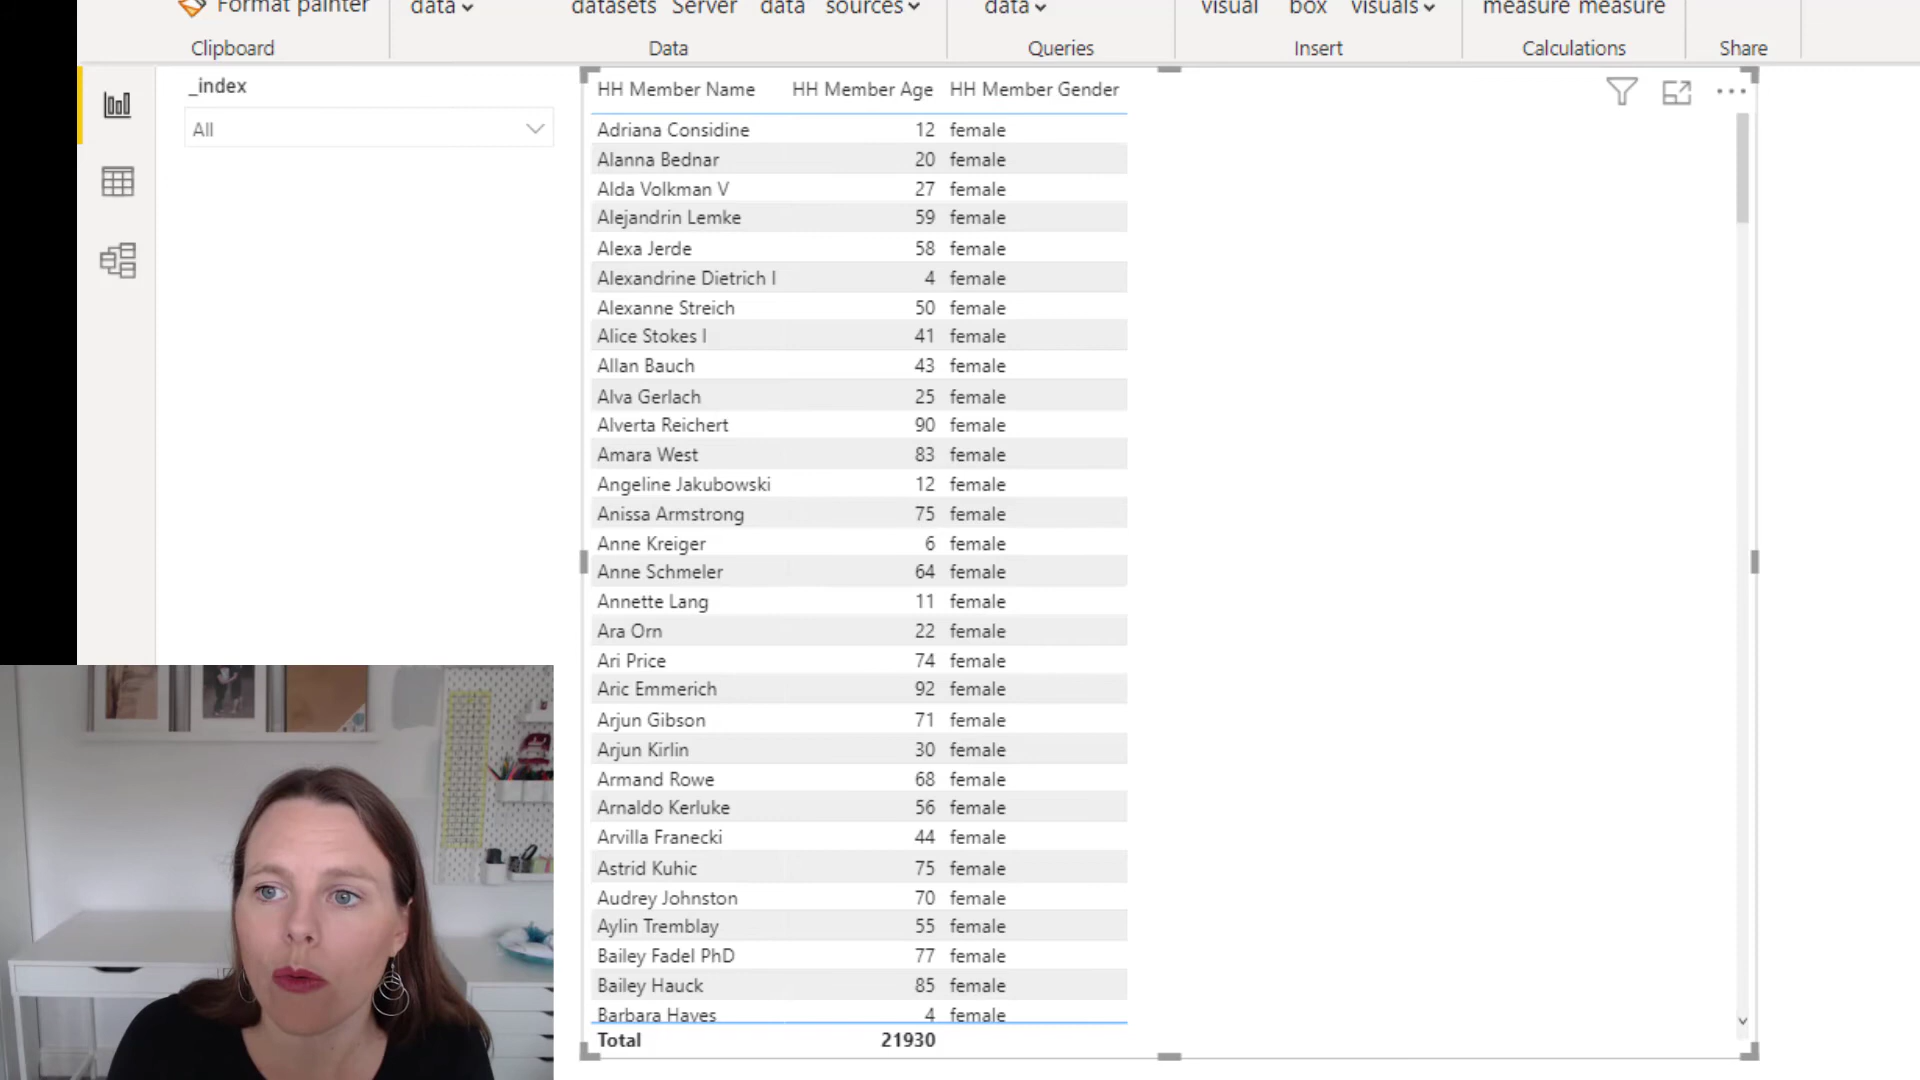 Format painter
data
datasets Server data sources
data
visual box visuals
measure measure
Clipboard
Data
Queries
Insert
Calculations
Share
_index
All
HH Member Name HH Member Age HH Member Gender
Adriana Considine 12 female
Alanna Bednar 20 female
Alda Volkman V 27 female
Alejandrin Lemke 59 female
Alexa Jerde 58 female
Alexandrine Dietrich I 4 female
Alexanne Streich 50 female
Alice Stokes I 41 female
Allan Bauch 43 female
Alva Gerlach 25 female
Alverta Reichert 90 female
Amara West 83 female
Angeline Jakubowski 12 female
Anissa Armstrong 75 female
Anne Kreiger 6 female
Anne Schmeler 64 female
Annette Lang 11 female
Ara Orn 22 female
Ari Price 74 female
Aric Emmerich 92 female
Arjun Gibson 71 female
Arjun Kirlin 30 female
Armand Rowe 68 female
Arnaldo Kerluke 56 female
Arvilla Franecki 44 female
Astrid Kuhic 75 female
Audrey Johnston 70 female
Aylin Tremblay 55 female
Bailey Fadel PhD 77 female
Bailey Hauck 85 female
Barbara Hayes 4 female
Total 21930